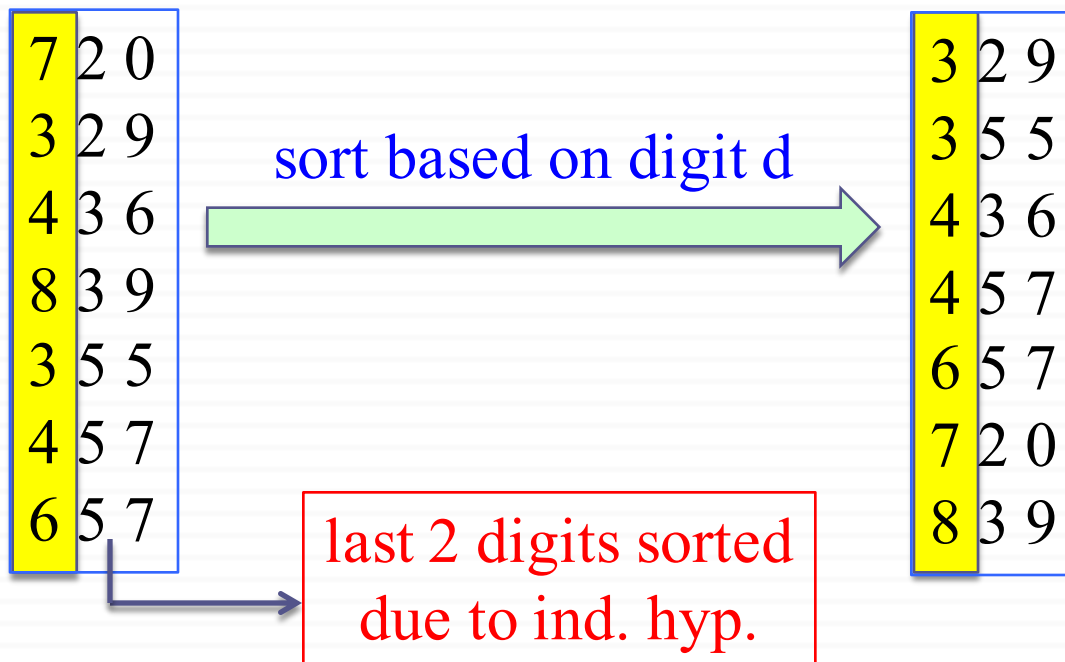 7 2 0
3 2 9
4 3 6
8 3 9
3 5 5
4 5 7
6 5 7
sort based on digit d
last 2 digits sorted
due to ind. hyp.
3 2 9
3 5 5
4 3 6
4 5 7
6 5 7
7 2 0
8 3 9